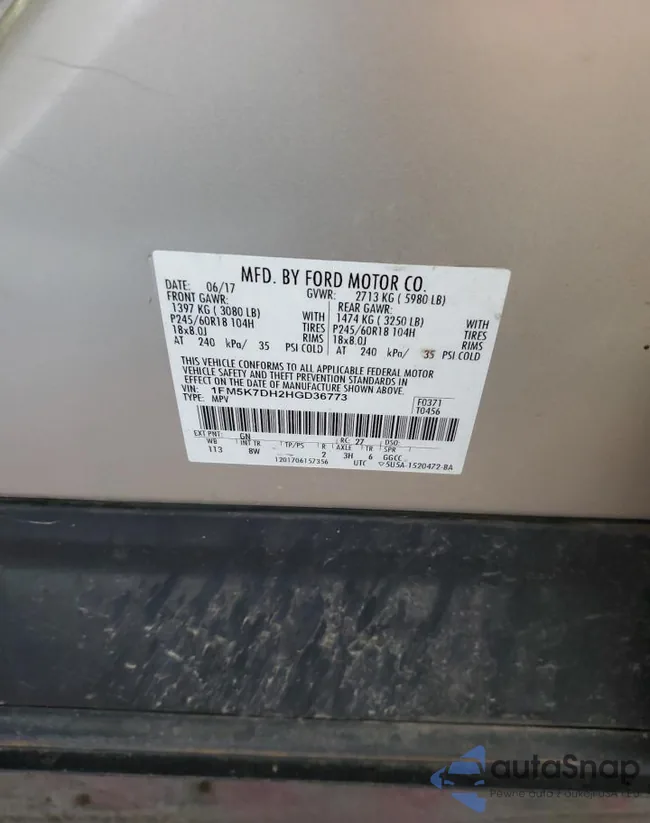 MFD. BY FORD MOTOR CO.
DATE: 06/17 GVWR: 2713 KG ( 5980 LB)
FRONT GAWR: REAR GAWR:
1397 KG ( 3080 LB) WITH 1474 KG ( 3250 LB) WITH
P245/60R18 104H TIRES P245/60R18 104H TIRES
18x8.0J RIMS 18x8.0J RIMS
AT 240 kPa/ 35 PSI COLD AT 240 kPa/ 35 PSI COLD
THIS VEHICLE CONFORMS TO ALL APPLICABLE FEDERAL MOTOR
VEHICLE SAFETY AND THEFT PREVENTION STANDARDS IN
EFFECT ON THE DATE OF MANUFACTURE SHOWN ABOVE.
VIN: 1FM5K7DH2HGD36773 F0371
TYPE: MPV T0456
EXT PNT: GN RC: 27 DSO:
WB INT TR TP/PS R AXLE TR SPR
113 8W 2 3H 6 GGCC
1201706157356 UTC ▽5U5A-1520472-BA
autaSnap